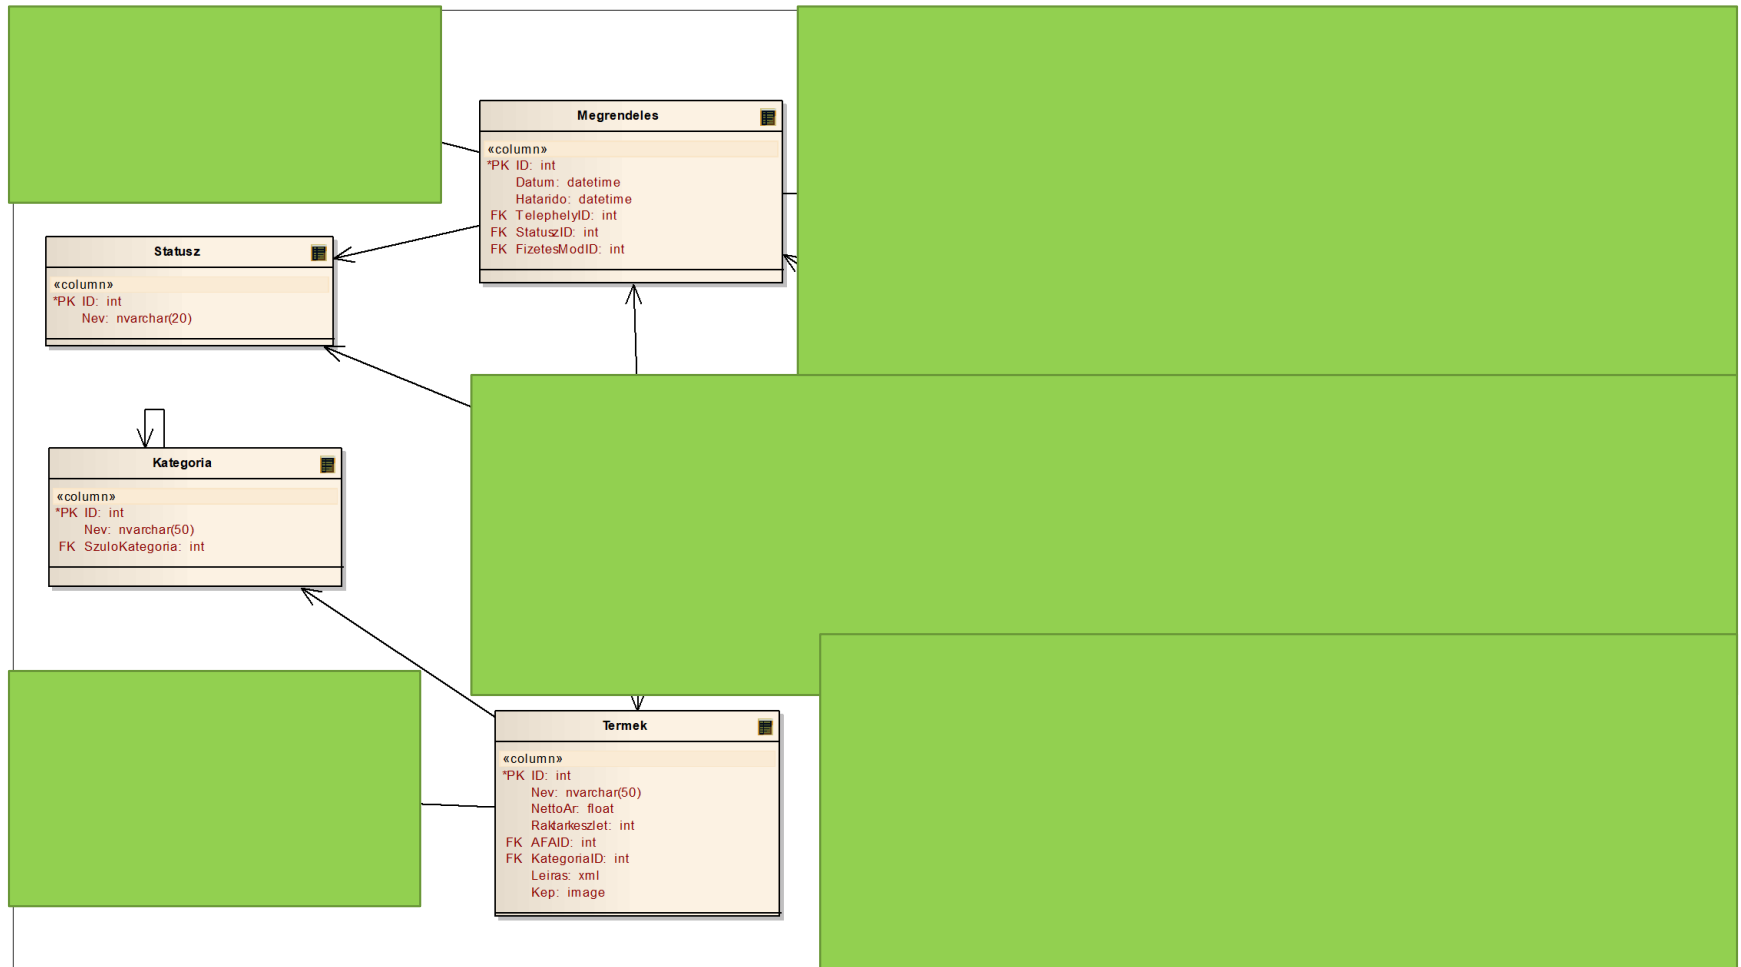 Megrendeles
«column»
*PK ID: int
Datum: datetime
Hatarido: datetime
FK TelephelyID: int
FK StatuszID: int
FK FizetesModID: int
Statusz
«column»
*PK ID: int
Nev: nvarchar(20)
Kategoria
«column»
*PK ID: int
Nev: nvarchar(50)
FK SzuloKategoria: int
Termek
«column»
*PK ID: int
Nev: nvarchar(50)
NettoAr: float
Raktarkeszlet: int
FK AFAID: int
FK KategoriaID: int
Leiras: xml
Kep: image